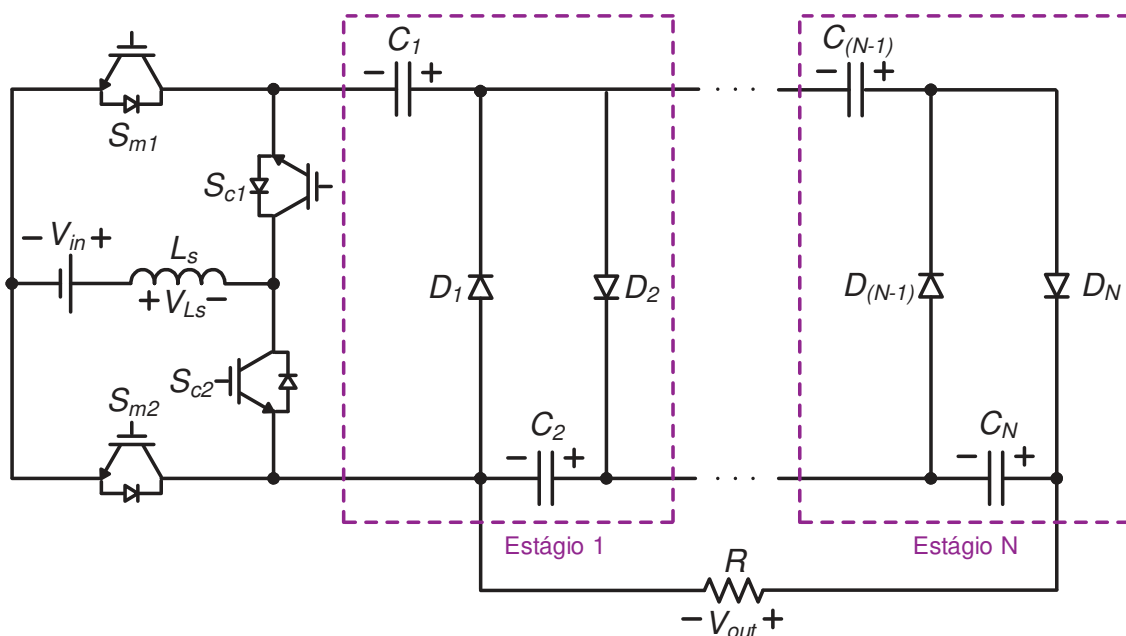 C1
C(N-1)
Sm1
Sc1
Vin
Ls
VLs
D1
D2
D(N-1)
DN
Sc2
Sm2
C2
CN
Estágio 1
Estágio N
R
Vout